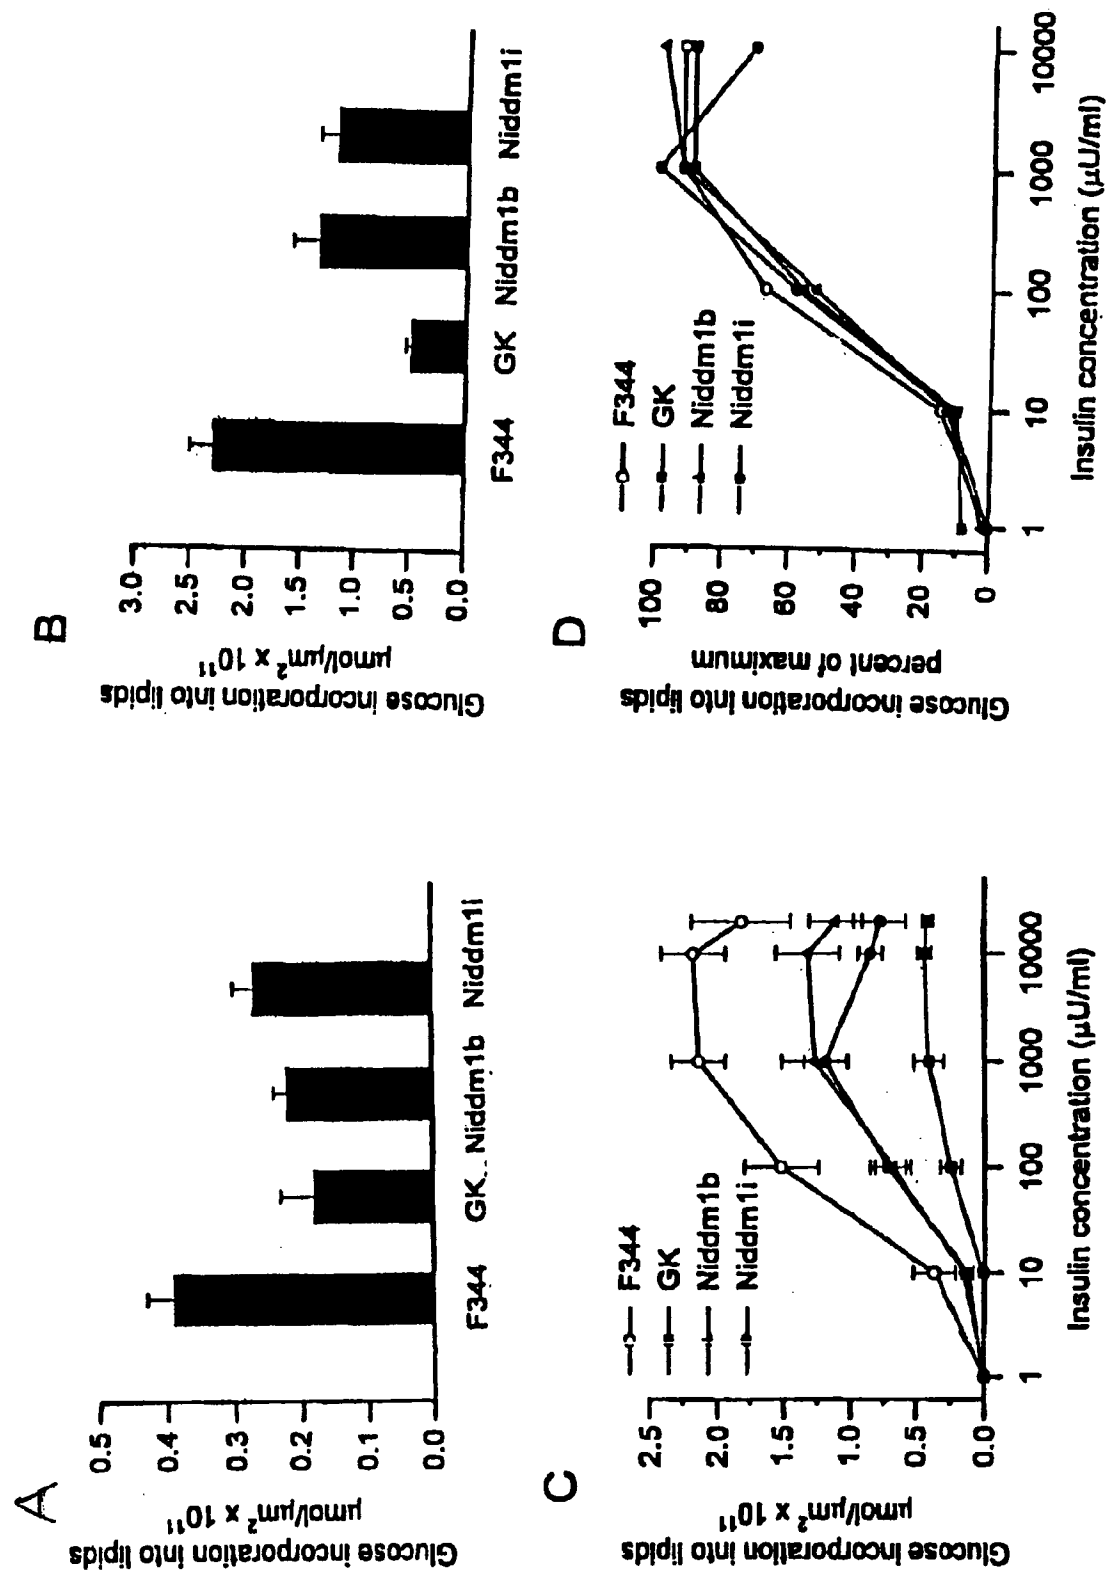 A
Glucose incorporation into lipids
µmol/µm² x 10¹¹
0.5
0.4
0.3
0.2
0.1
0.0
F344 GK Niddm1b Niddm1i
B
Glucose incorporation into lipids
µmol/µm² x 10¹¹
3.0
2.5
2.0
1.5
1.0
0.5
0.0
F344 GK Niddm1b Niddm1i
C
Glucose incorporation into lipids
µmol/µm² x 10¹¹
2.5
2.0
1.5
1.0
0.5
0.0
F344
GK
Niddm1b
Niddm1i
1 10 100 1000 10000
Insulin concentration (µU/ml)
D
Glucose incorporation into lipids
percent of maximum
100
80
60
40
20
0
F344
GK
Niddm1b
Niddm1i
1 10 100 1000 10000
Insulin concentration (µU/ml)